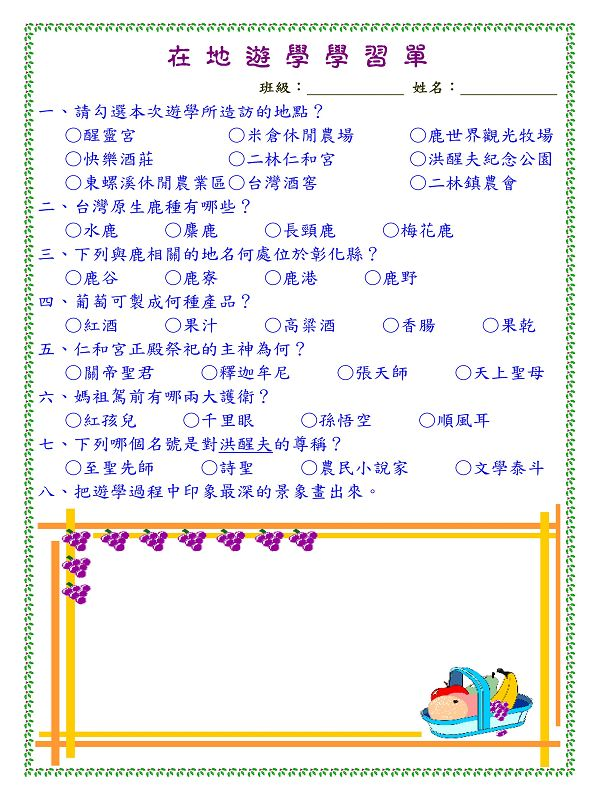 在地遊學學習單
班級：____________ 姓名：____________
一、請勾選本次遊學所造訪的地點？
○醒靈宮 ○米倉休閒農場 ○鹿世界觀光牧場
○快樂酒莊 ○二林仁和宮 ○洪醒夫紀念公園
○東螺溪休閒農業區○台灣酒窖 ○二林鎮農會
二、台灣原生鹿種有哪些？
○水鹿 ○麋鹿 ○長頸鹿 ○梅花鹿
三、下列與鹿相關的地名何處位於彰化縣？
○鹿谷 ○鹿寮 ○鹿港 ○鹿野
四、葡萄可製成何種產品？
○紅酒 ○果汁 ○高粱酒 ○香腸 ○果乾
五、仁和宮正殿祭祀的主神為何？
○關帝聖君 ○釋迦牟尼 ○張天師 ○天上聖母
六、媽祖駕前有哪兩大護衛？
○紅孩兒 ○千里眼 ○孫悟空 ○順風耳
七、下列哪個名號是對洪醒夫的尊稱？
○至聖先師 ○詩聖 ○農民小說家 ○文學泰斗
八、把遊學過程中印象最深的景象畫出來。